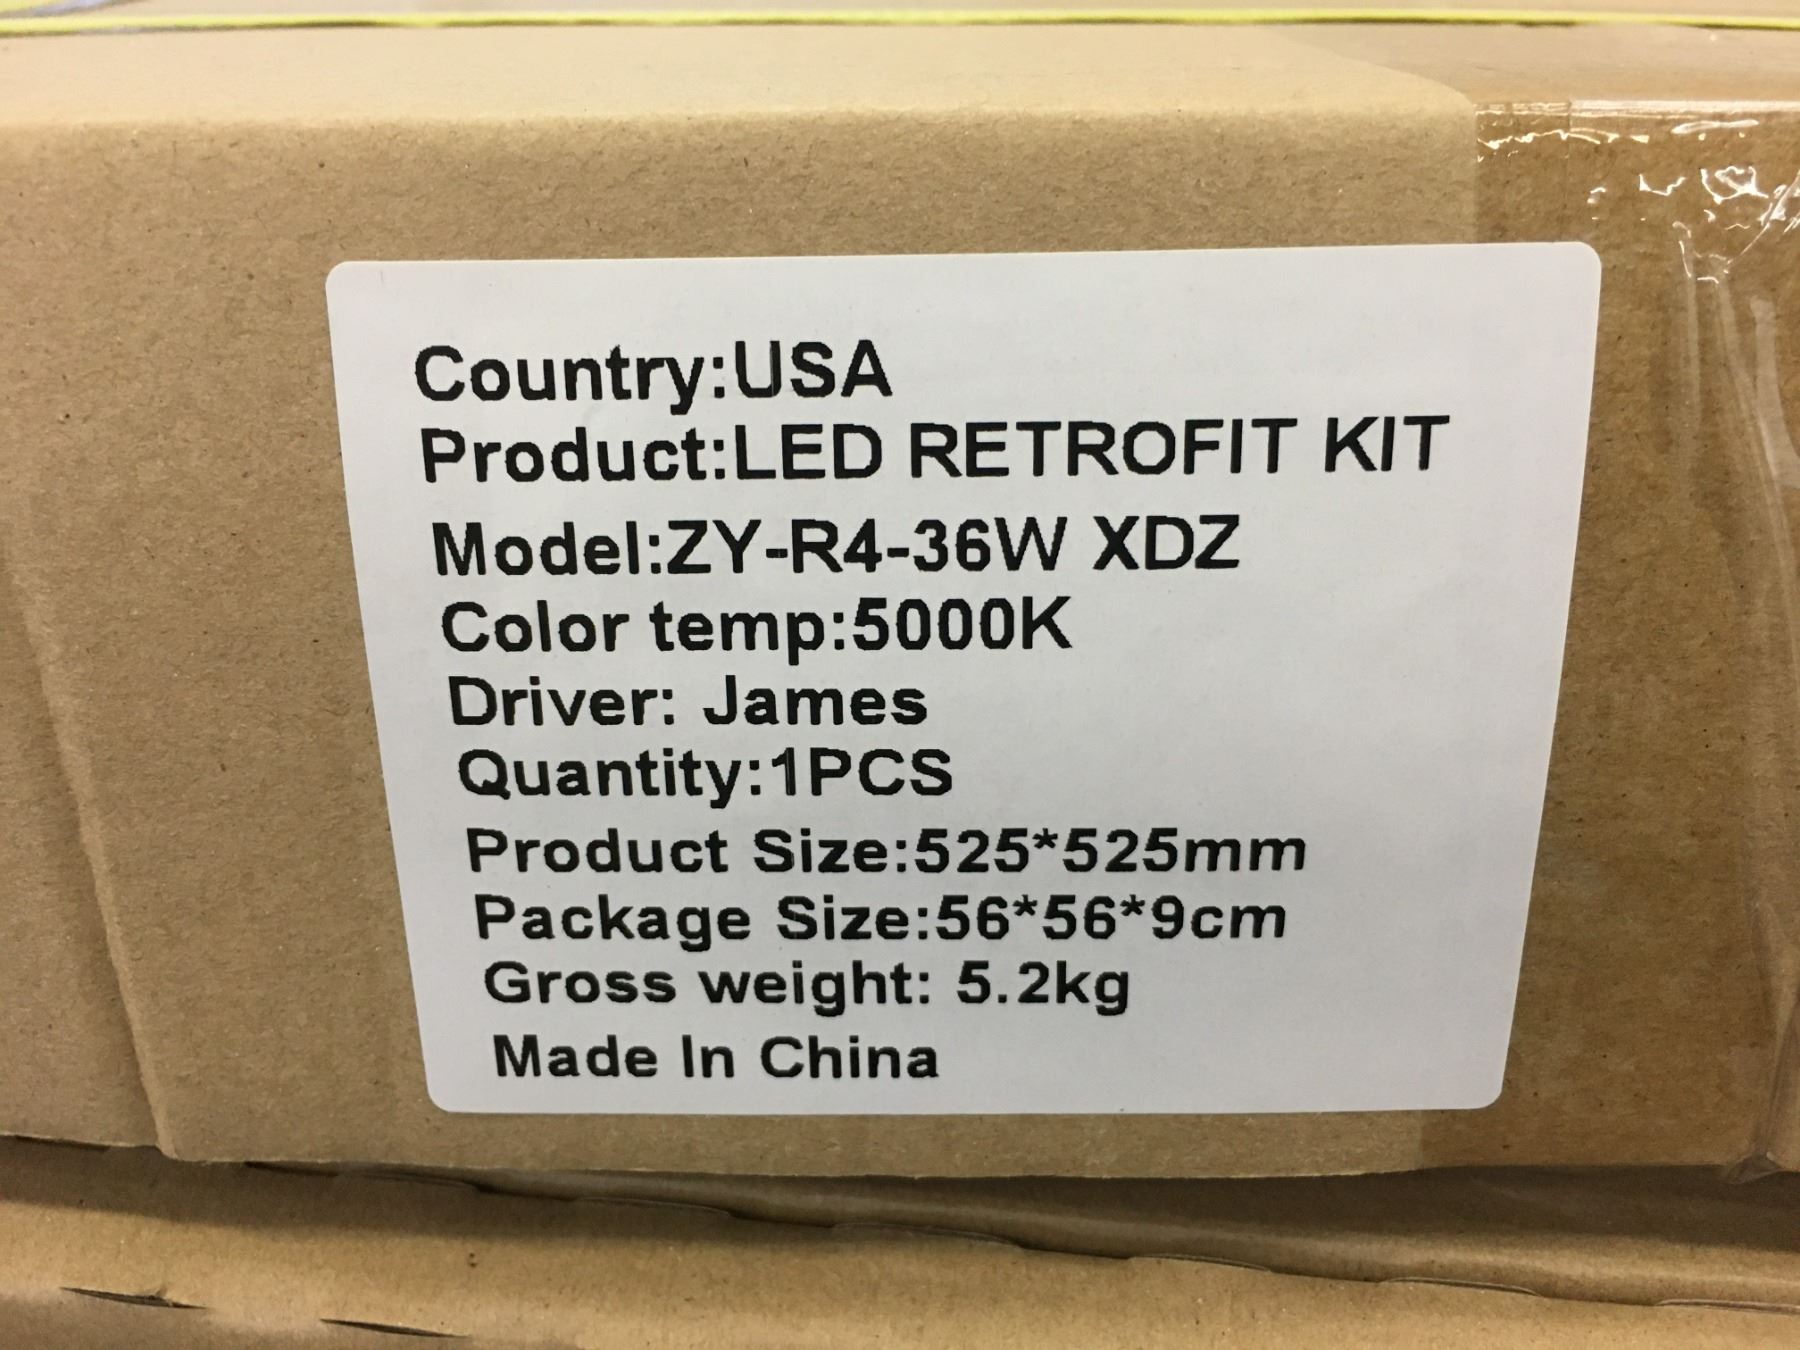 Country:USA
Product:LED RETROFIT KIT
Model:ZY-R4-36W XDZ
Color temp:5000K
Driver: James
Quantity:1PCS
Product Size:525*525mm
Package Size:56*56*9cm
Gross weight: 5.2kg
Made In China